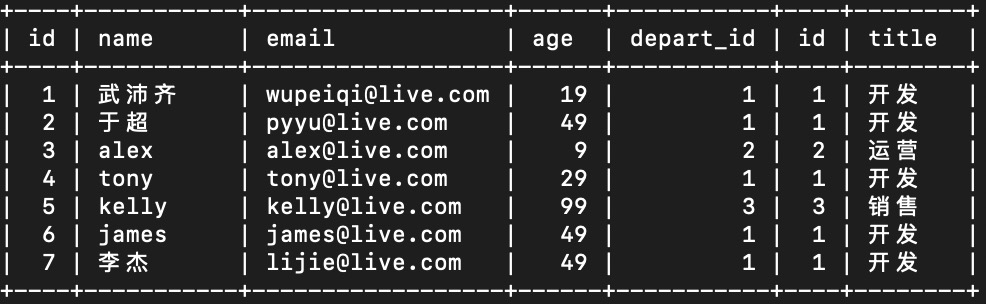 +----+-----------+------------------+------+-----------+----+--------+
| id | name | email | age | depart_id | id | title |
+----+-----------+------------------+------+-----------+----+--------+
| 1 | 武沛齐 | wupeiqi@live.com | 19 | 1 | 1 | 开发 |
| 2 | 于超 | pyyu@live.com | 49 | 1 | 1 | 开发 |
| 3 | alex | alex@live.com | 9 | 2 | 2 | 运营 |
| 4 | tony | tony@live.com | 29 | 1 | 1 | 开发 |
| 5 | kelly | kelly@live.com | 99 | 3 | 3 | 销售 |
| 6 | james | james@live.com | 49 | 1 | 1 | 开发 |
| 7 | 李杰 | lijie@live.com | 49 | 1 | 1 | 开发 |
+----+-----------+------------------+------+-----------+----+--------+